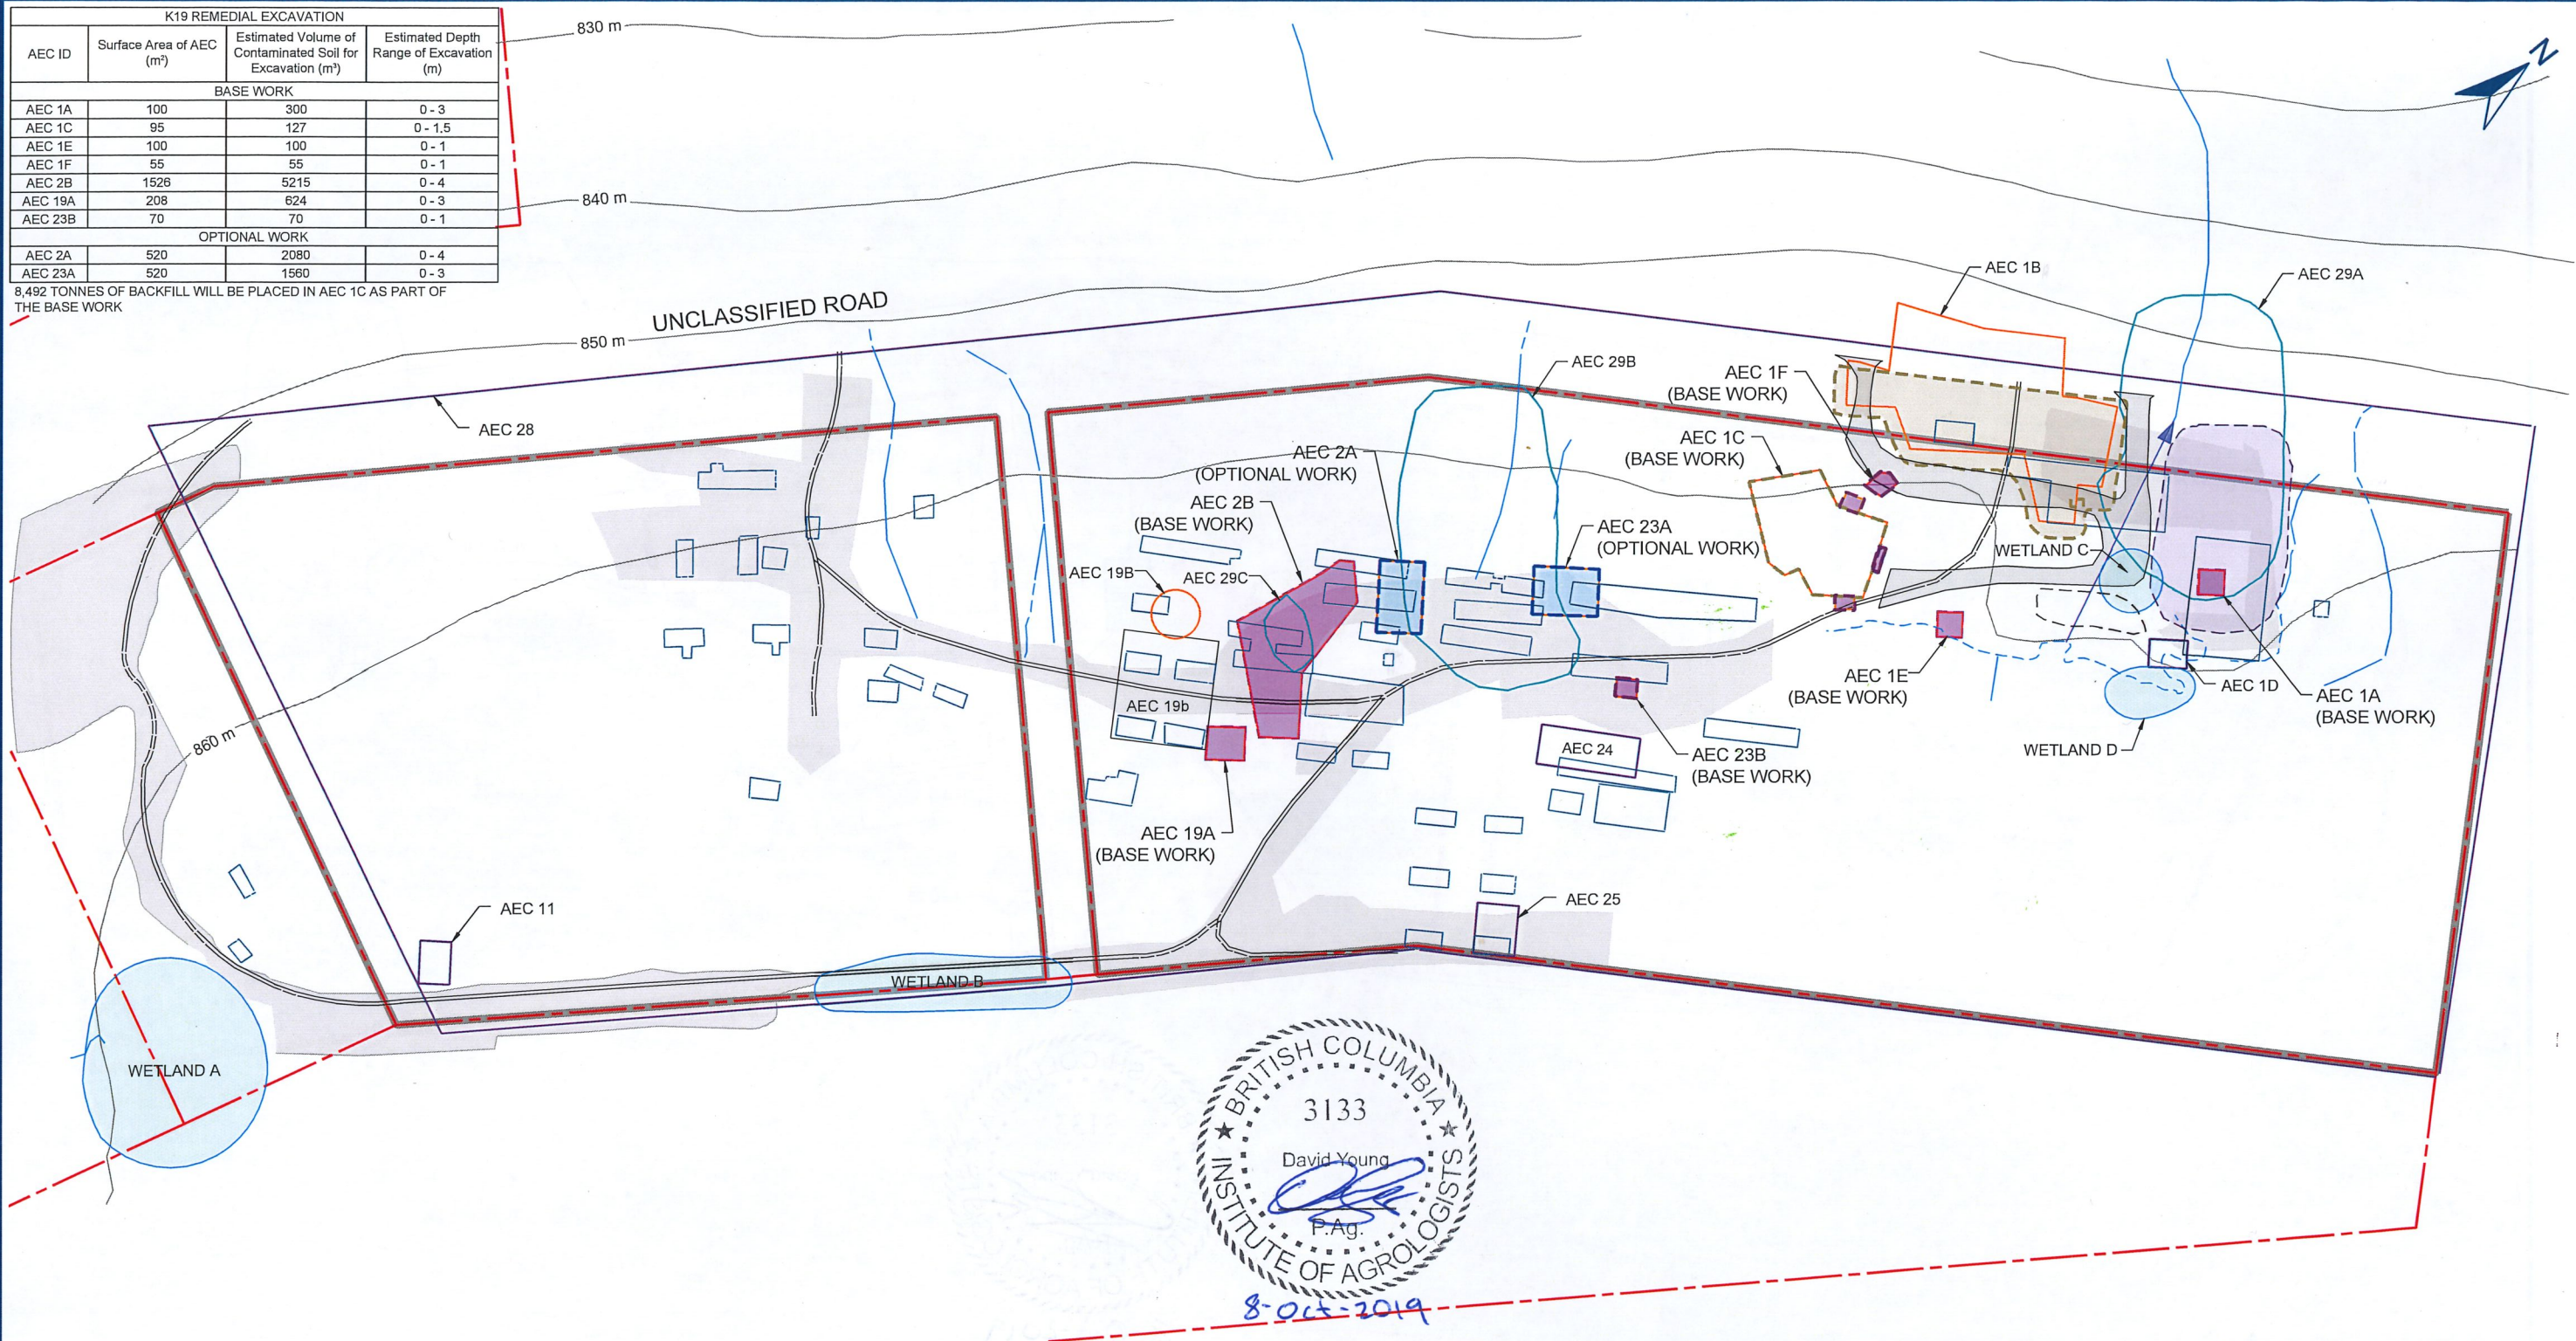 K19 REMEDIAL EXCAVATION
AEC ID Surface Area of AEC (m²) Estimated Volume of Contaminated Soil for Excavation (m³) Estimated Depth Range of Excavation (m)
BASE WORK
AEC 1A 100 300 0 - 3
AEC 1C 95 127 0 - 1.5
AEC 1E 100 100 0 - 1
AEC 1F 55 55 0 - 1
AEC 2B 1526 5215 0 - 4
AEC 19A 208 624 0 - 3
AEC 23B 70 70 0 - 1
OPTIONAL WORK
AEC 2A 520 2080 0 - 4
AEC 23A 520 1560 0 - 3
8,492 TONNES OF BACKFILL WILL BE PLACED IN AEC 1C AS PART OF
THE BASE WORK
830 m
N
840 m
UNCLASSIFIED ROAD
850 m
AEC 1B
AEC 29A
AEC 28
AEC 29B
AEC 1F
(BASE WORK)
AEC 1C
(BASE WORK)
AEC 2A
(OPTIONAL WORK)
AEC 2B
(BASE WORK)
AEC 23A
(OPTIONAL WORK)
WETLAND C
AEC 19B
AEC 29C
AEC 1E
(BASE WORK)
AEC 1D
AEC 1A
(BASE WORK)
AEC 19b
860 m
AEC 24
AEC 23B
(BASE WORK)
WETLAND D
AEC 19A
(BASE WORK)
AEC 11
AEC 25
WETLAND B
WETLAND A
BRITISH COLUMBIA
3133
David Young
P.Ag.
INSTITUTE OF AGROLOGISTS
8-Oct-2019